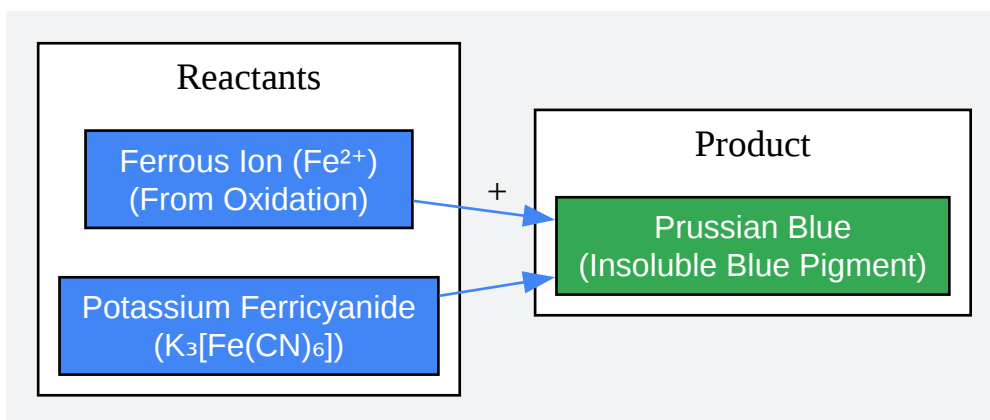 Reactants
Ferrous Ion (Fe²⁺)
(From Oxidation)
Potassium Ferricyanide
(K₃[Fe(CN)₆])
+
Product
Prussian Blue
(Insoluble Blue Pigment)